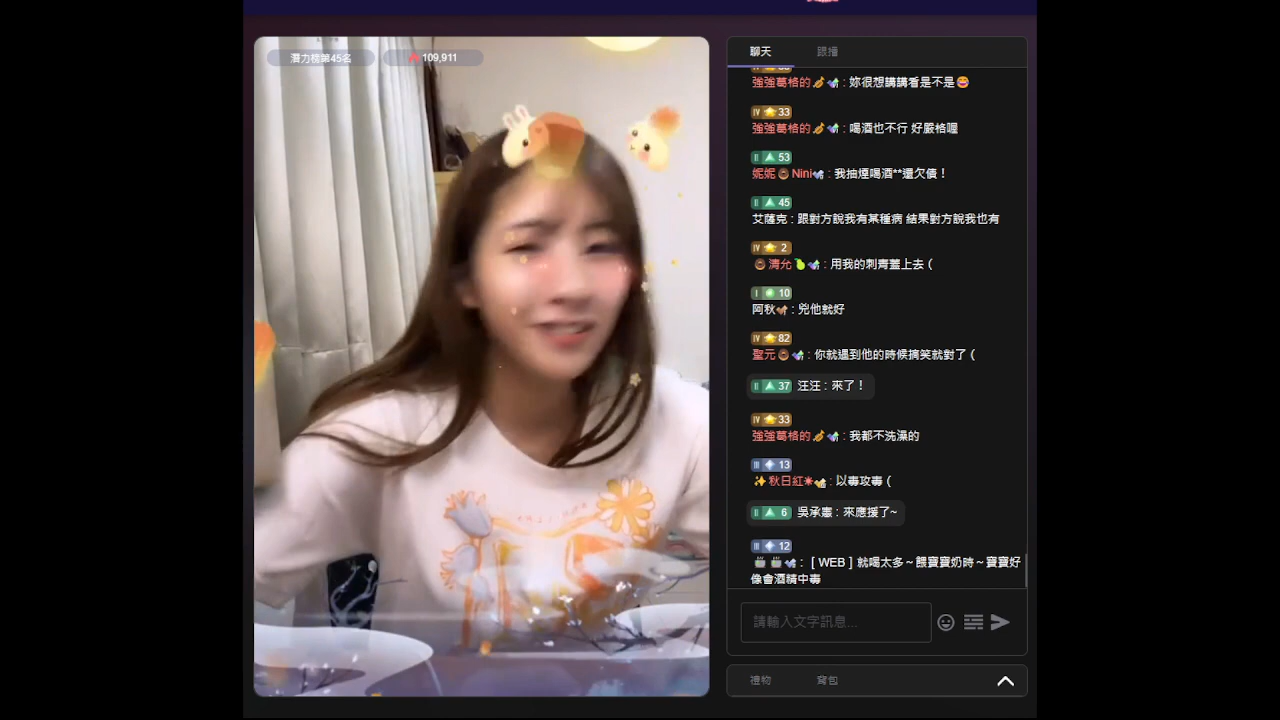 潛力榜第45名
109,911
聊天
跟播
強強葛格的 : 妳很想講講看是不是
IV 33
強強葛格的 : 喝酒也不行 好嚴格喔
II 53
妮妮 Nini : 我抽煙喝酒**還欠債！
II 45
艾薩克 : 跟對方說我有某種病 結果對方說我也有
IV 2
清允 : 用我的刺青蓋上去 (
I 10
阿秋 : 兇他就好
IV 82
聖元 : 你就逼到他的時候搞笑就對了 (
II 37 汪汪 : 來了！
IV 33
強強葛格的 : 我都不洗澡的
III 13
秋日紅 : 以毒攻毒 (
II 6 吳承憲 : 來應援了~
III 12
: [ WEB ] 就喝太多～餵寶寶奶時～寶寶好
像會酒精中毒
請輸入文字訊息...
禮物
背包